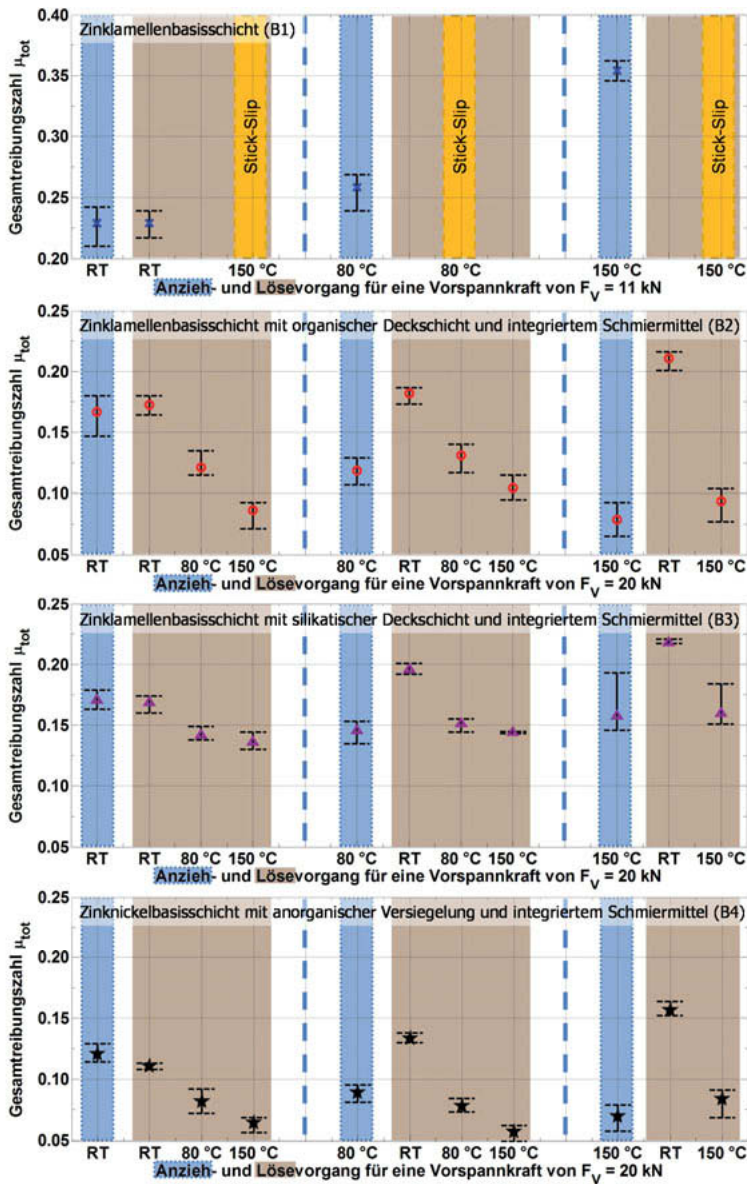 Gesamtreibungszahl μtot
0.40
0.35
0.30
0.25
0.20
Zinklamellenbasisschicht (B1)
Stick-Slip
Stick-Slip
Stick-Slip
RT RT 150 °C 80 °C 80 °C 150 °C 150 °C
Anzieh- und Lösevorgang für eine Vorspannkraft von FV = 11 kN
Gesamtreibungszahl μtot
0.25
0.20
0.15
0.10
0.05
Zinklamellenbasisschicht mit organischer Deckschicht und integriertem Schmiermittel (B2)
RT RT 80 °C 150 °C 80 °C RT 80 °C 150 °C 150 °C RT 150 °C
Anzieh- und Lösevorgang für eine Vorspannkraft von FV = 20 kN
Gesamtreibungszahl μtot
0.25
0.20
0.15
0.10
0.05
Zinklamellenbasisschicht mit silikatischer Deckschicht und integriertem Schmiermittel (B3)
RT RT 80 °C 150 °C 80 °C RT 80 °C 150 °C 150 °C RT 150 °C
Anzieh- und Lösevorgang für eine Vorspannkraft von FV = 20 kN
Gesamtreibungszahl μtot
0.25
0.20
0.15
0.10
0.05
Zinknickelbasisschicht mit anorganischer Versiegelung und integriertem Schmiermittel (B4)
RT RT 80 °C 150 °C 80 °C RT 80 °C 150 °C 150 °C RT 150 °C
Anzieh- und Lösevorgang für eine Vorspannkraft von FV = 20 kN